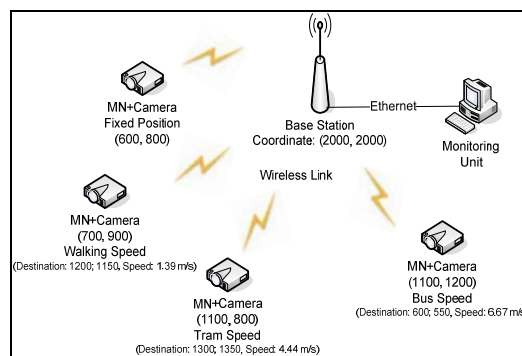 MN+Camera
Fixed Position
(600, 800)
Base Station
Coordinate: (2000, 2000)
Ethernet
Monitoring
Unit
Wireless Link
MN+Camera
(700, 900)
Walking Speed
(Destination: 1200; 1150, Speed: 1.39 m/s)
MN+Camera
(1100, 800)
Tram Speed
(Destination: 1300; 1350, Speed: 4.44 m/s)
MN+Camera
(1100, 1200)
Bus Speed
(Destination: 600; 550, Speed: 6.67 m/s)